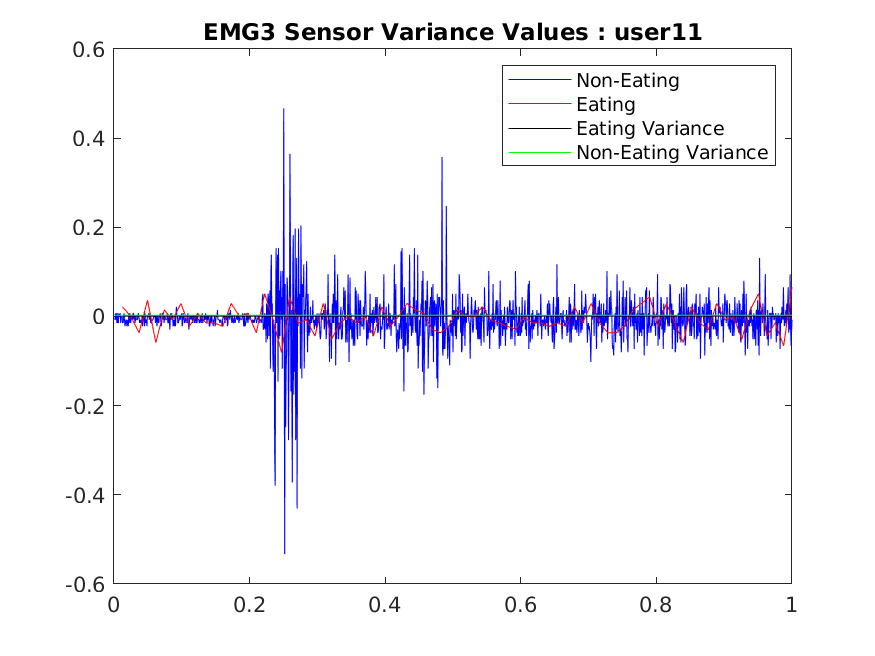 EMG3 Sensor Variance Values : user11
0.6
0.4
0.2
0
-0.2
-0.4
-0.6
0
0.2
0.4
0.6
0.8
1
Non-Eating
Eating
Eating Variance
Non-Eating Variance